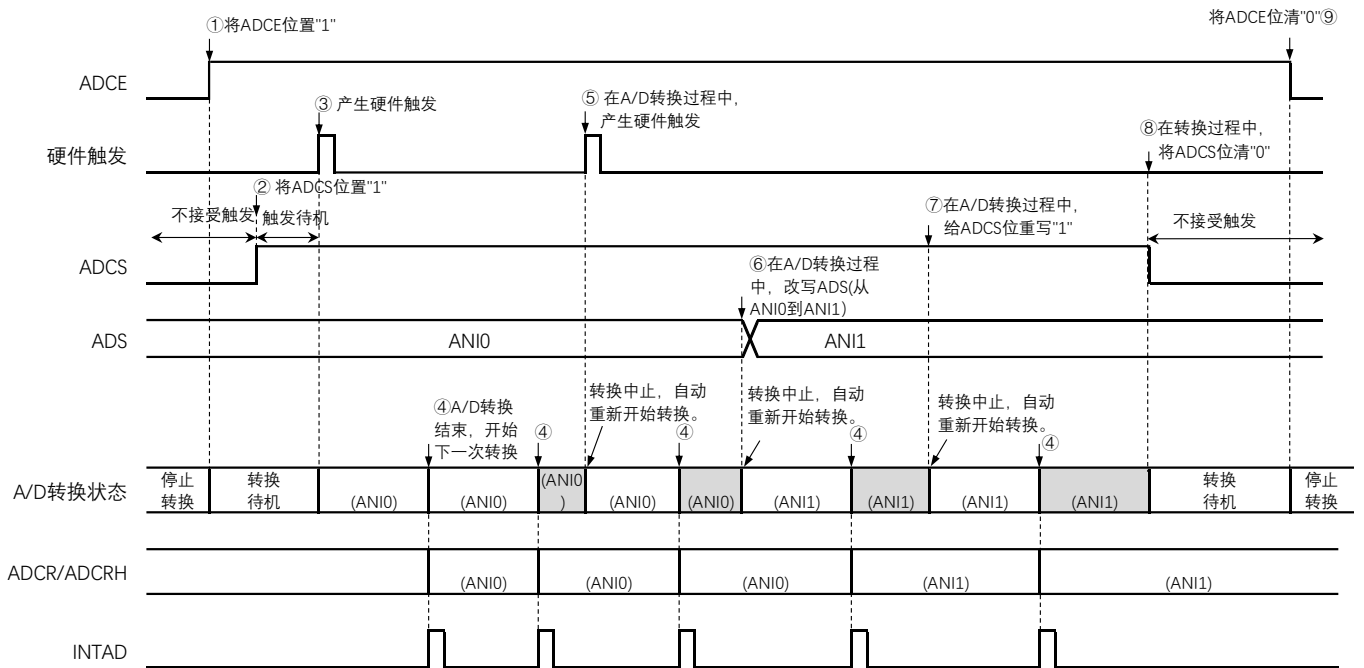 ①将ADCE位置"1"
将ADCE位清"0"⑨
ADCE
③ 产生硬件触发
⑤ 在A/D转换过程中,
产生硬件触发
⑧在转换过程中,
将ADCS位清"0"
硬件触发
② 将ADCS位置"1"
不接受触发
触发待机
⑦在A/D转换过程中,
给ADCS位重写"1"
不接受触发
ADCS
⑥在A/D转换过程
中，改写ADS(从
ANI0到ANI1)
ADS
ANI0
ANI1
④A/D转换
结束，开始
下一次转换
④
转换中止，自动
重新开始转换。
④
转换中止，自动
重新开始转换。
④
转换中止，自动
重新开始转换。
④
A/D转换状态
停止
转换
转换
待机
(ANI0)
(ANI0)
(ANI0
)
(ANI0)
(ANI0)
(ANI1)
(ANI1)
(ANI1)
(ANI1)
转换
待机
停止
转换
ADCR/ADCRH
(ANI0)
(ANI0)
(ANI0)
(ANI1)
(ANI1)
INTAD